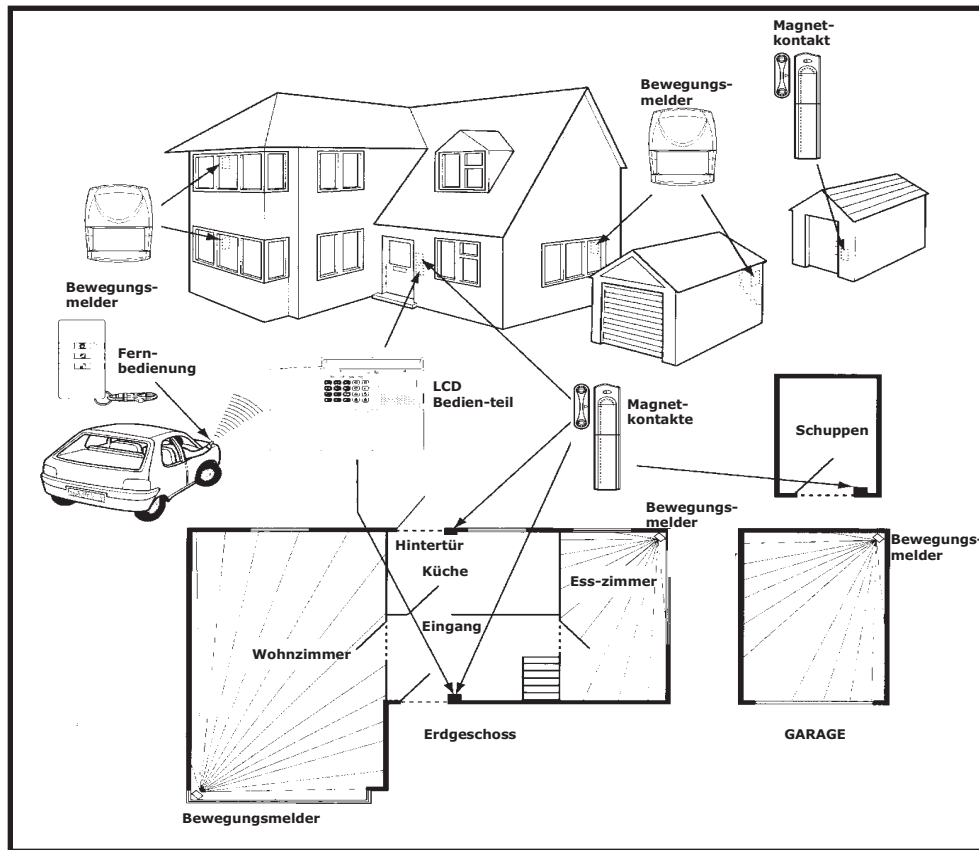 Magnet-
kontakt
Bewegungs-
melder
Bewegungs-
melder
Fern-
bedienung
LCD
Bedien-teil
Magnet-
kontakte
Schuppen
Bewegungs-
melder
Bewegungs-
melder
Hintertür
Küche
Ess-zimmer
Eingang
Wohnzimmer
Erdgeschoss
GARAGE
Bewegungsmelder